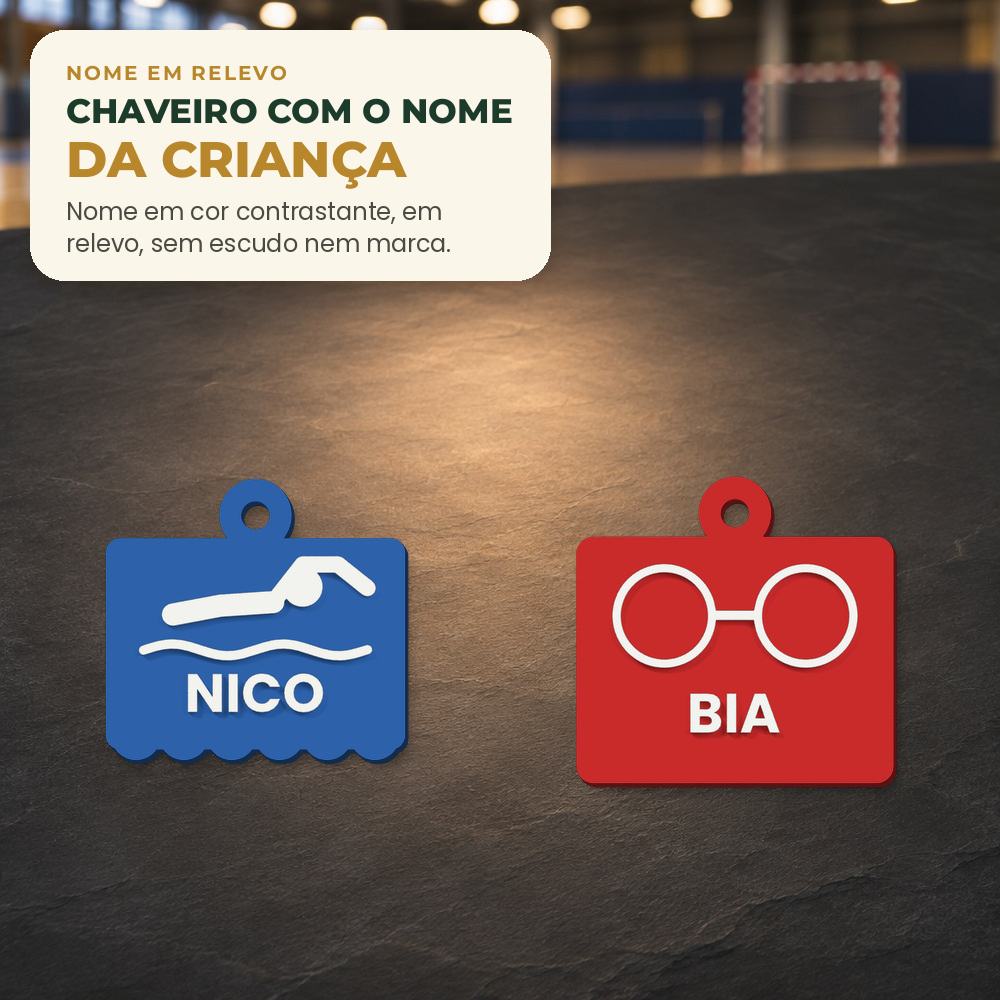 NOME EM RELEVO
CHAVEIRO COM O NOME
DA CRIANÇA
Nome em cor contrastante, em
relevo, sem escudo nem marca.
NICO
BIA